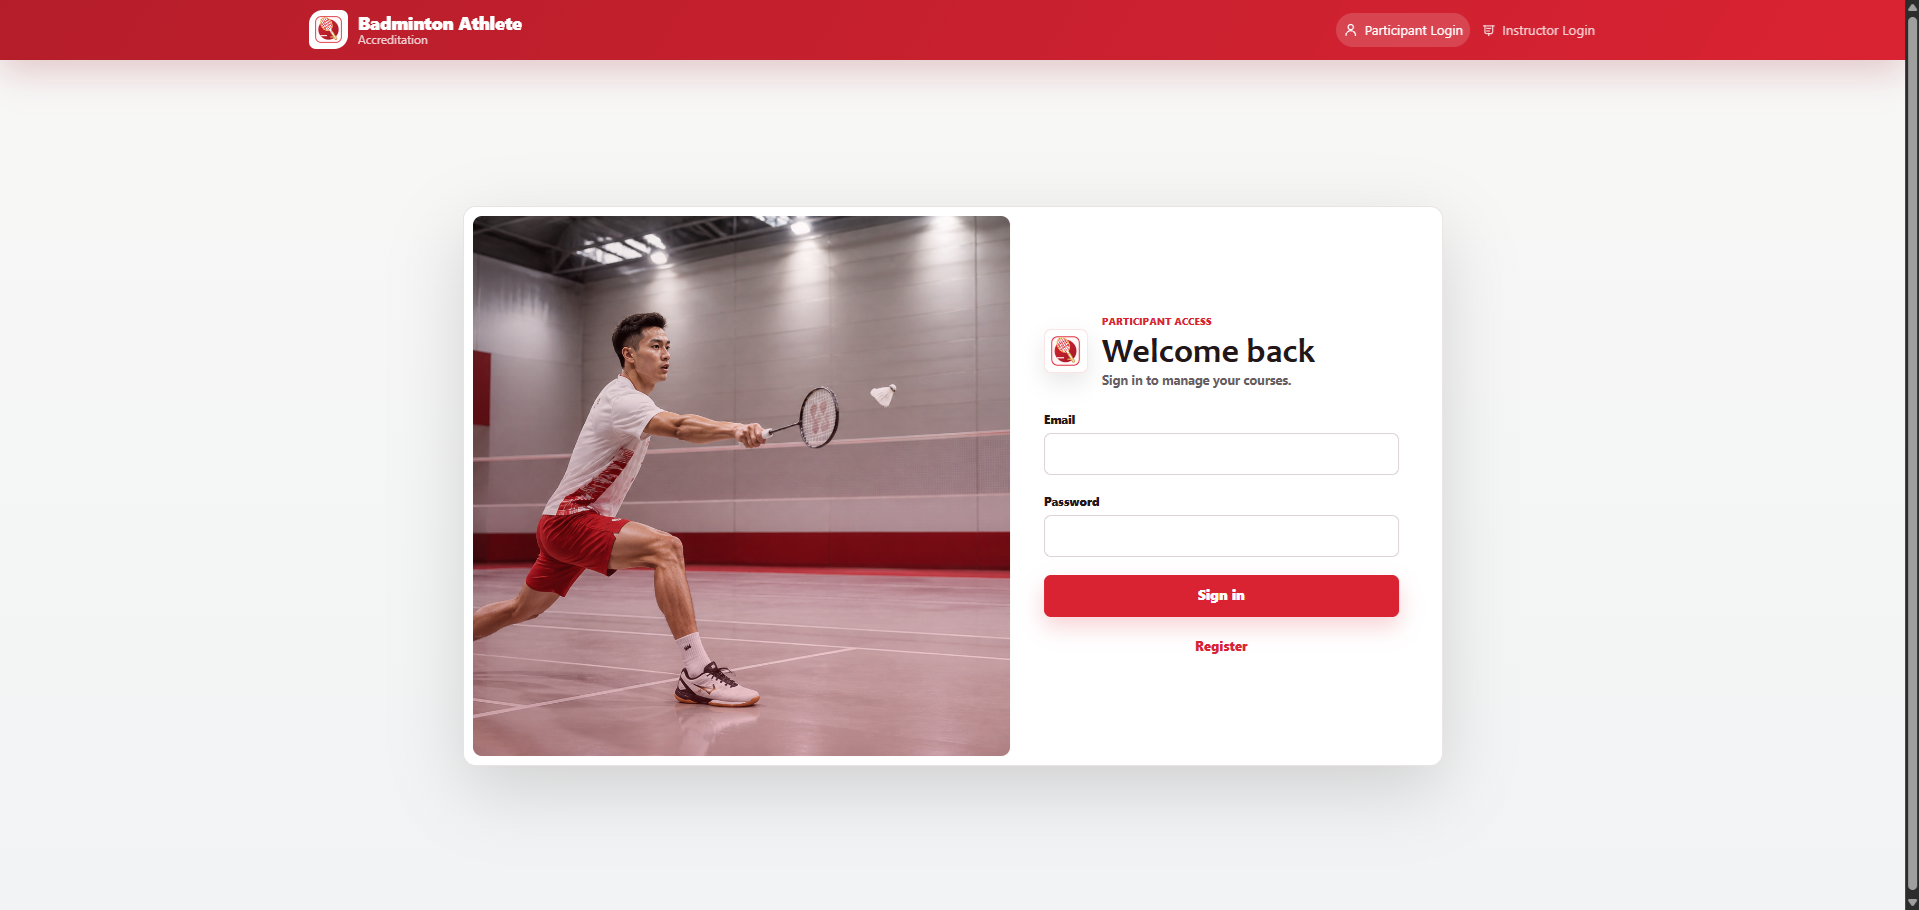 Badminton Athlete
Accreditation
Participant Login
Instructor Login
PARTICIPANT ACCESS
Welcome back
Sign in to manage your courses.
Email
Password
Sign in
Register